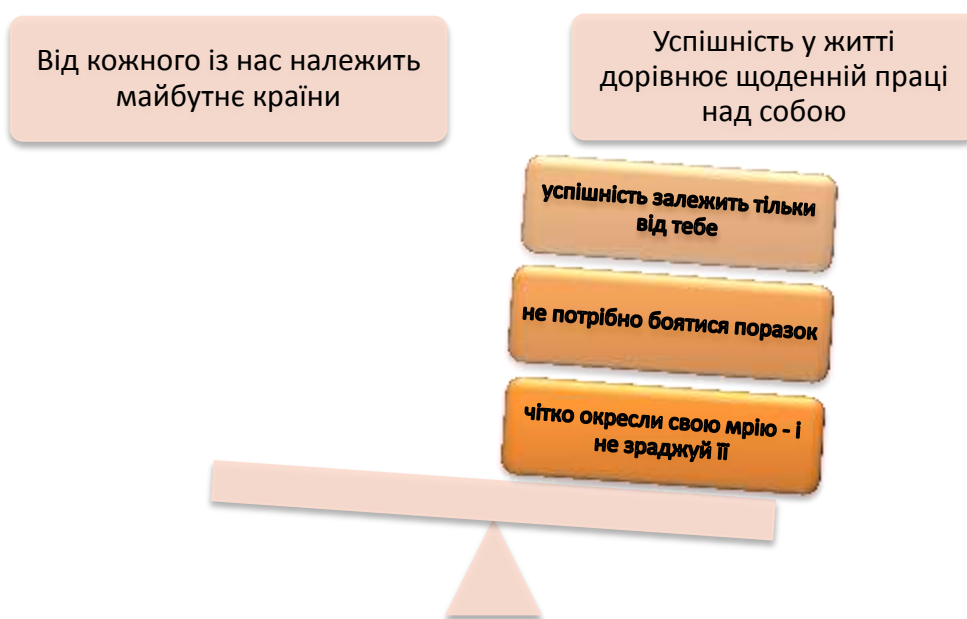 Від кожного із нас належить
майбутнє країни
Успішність у житті
дорівнює щоденній праці
над собою
успішність залежить тільки
від тебе
не потрібно боятися поразок
чітко окресли свою мрію - і
не зраджуй її